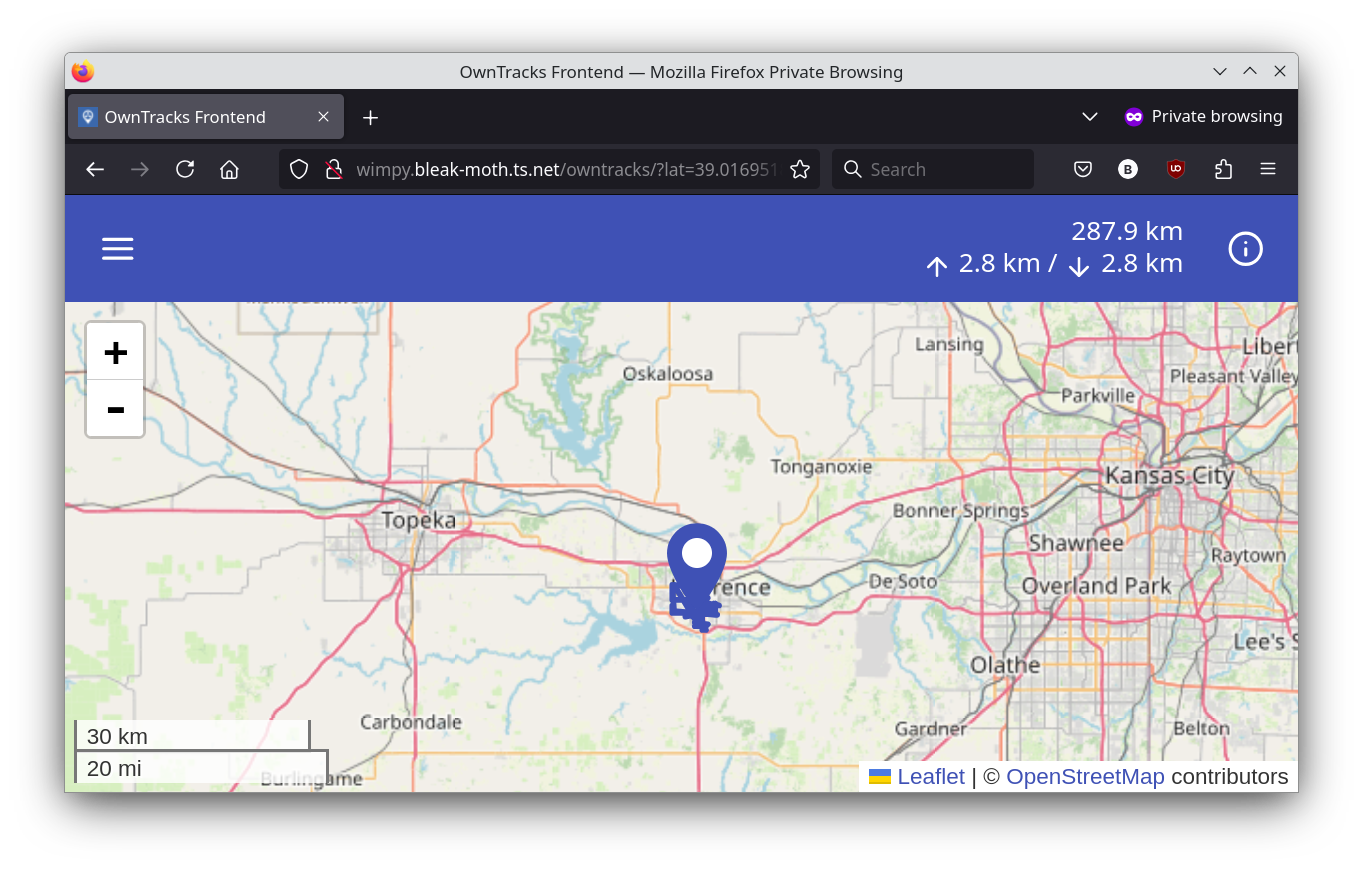 OwnTracks Frontend — Mozilla Firefox Private Browsing
OwnTracks Frontend
Private browsing
wimpy.bleak-moth.ts.net/owntracks/?lat=39.016951
Search
B
287.9 km
↑ 2.8 km / ↓ 2.8 km
+
-
Lansing
Libert
Oskaloosa
Pleasant Valley
Parkville
Tonganoxie
Kansas City
Bonner Springs
Topeka
Shawnee
Raytown
De Soto
Overland Park
rence
Lee's S
Olathe
Carbondale
Gardner
Belton
30 km
20 mi
Burlingame
Leaflet | © OpenStreetMap contributors